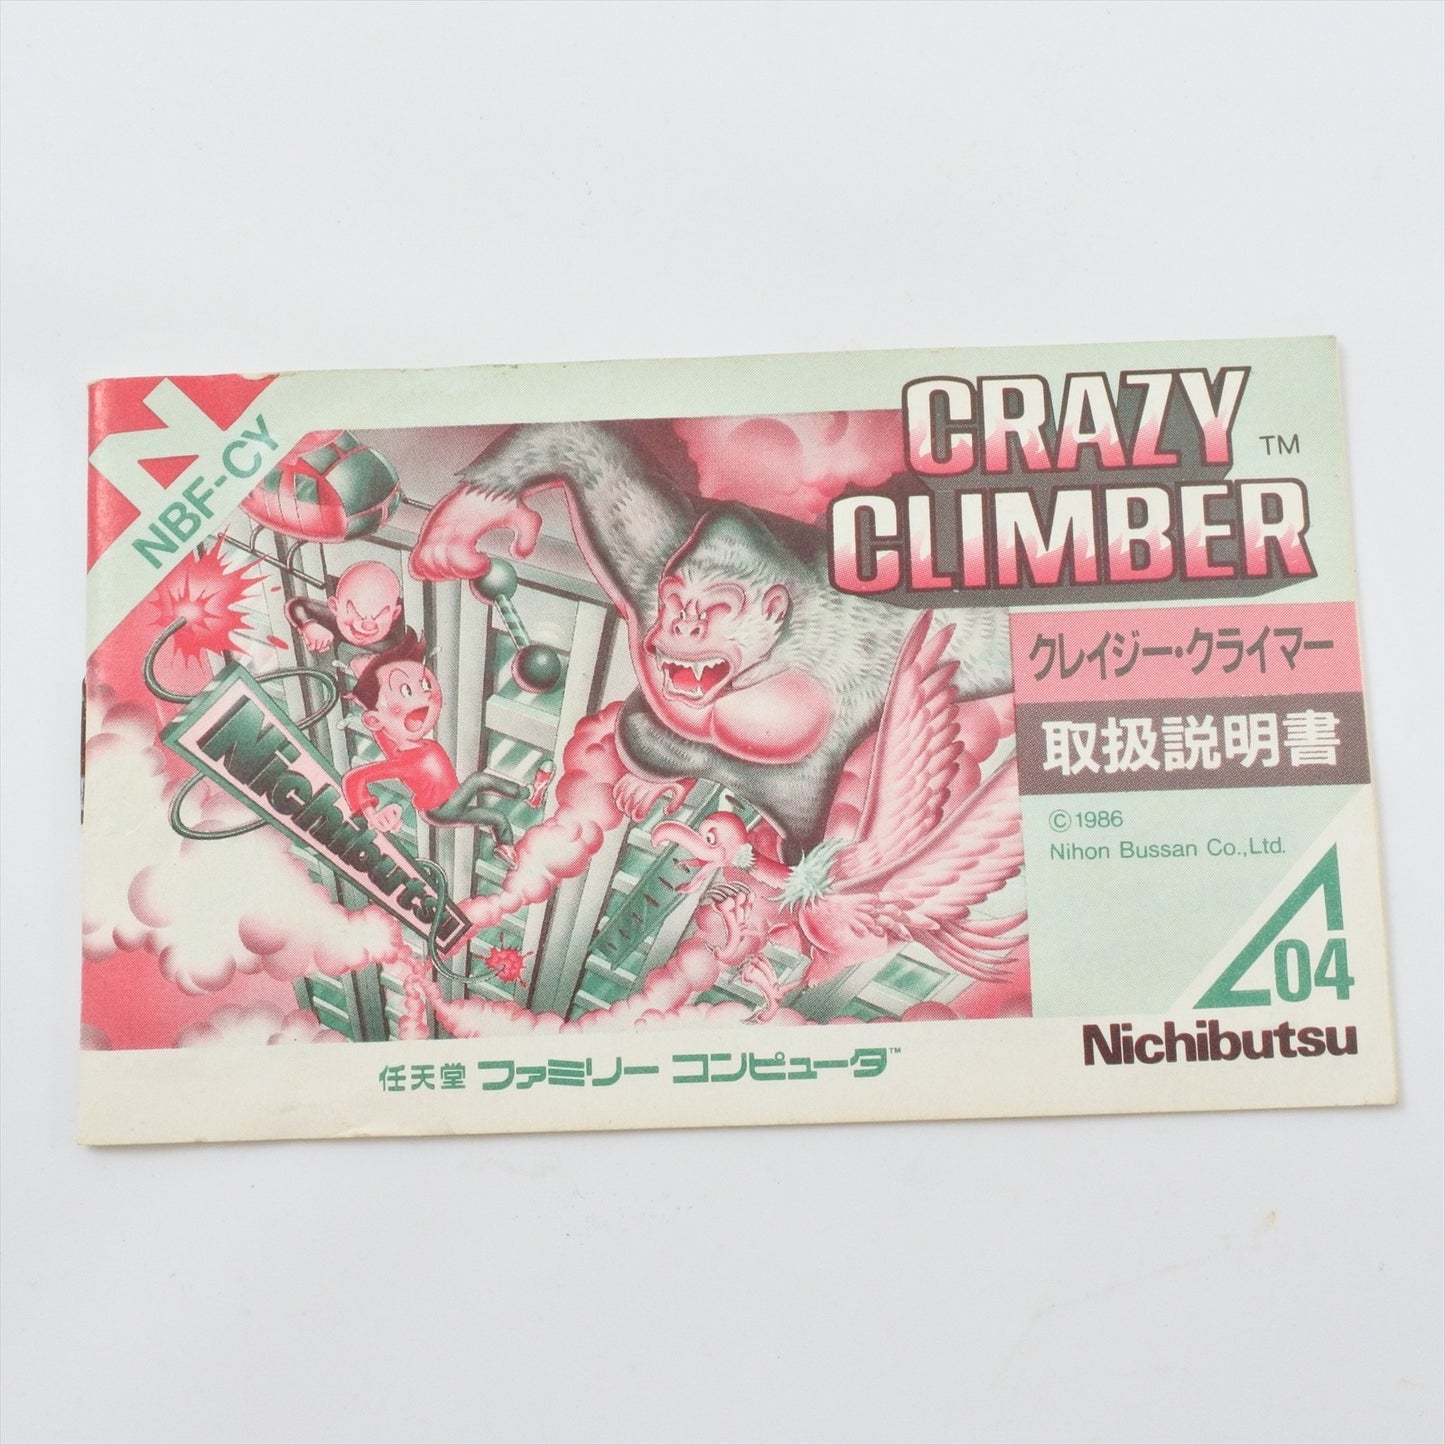 NBF-CY
CRAZY
CLIMBER
TM
クレイジー・クライマー
取扱説明書
©1986
Nihon Bussan Co.,Ltd.
04
Nichibutsu
Nichibutsu
任天堂 ファミリー コンピュータ™